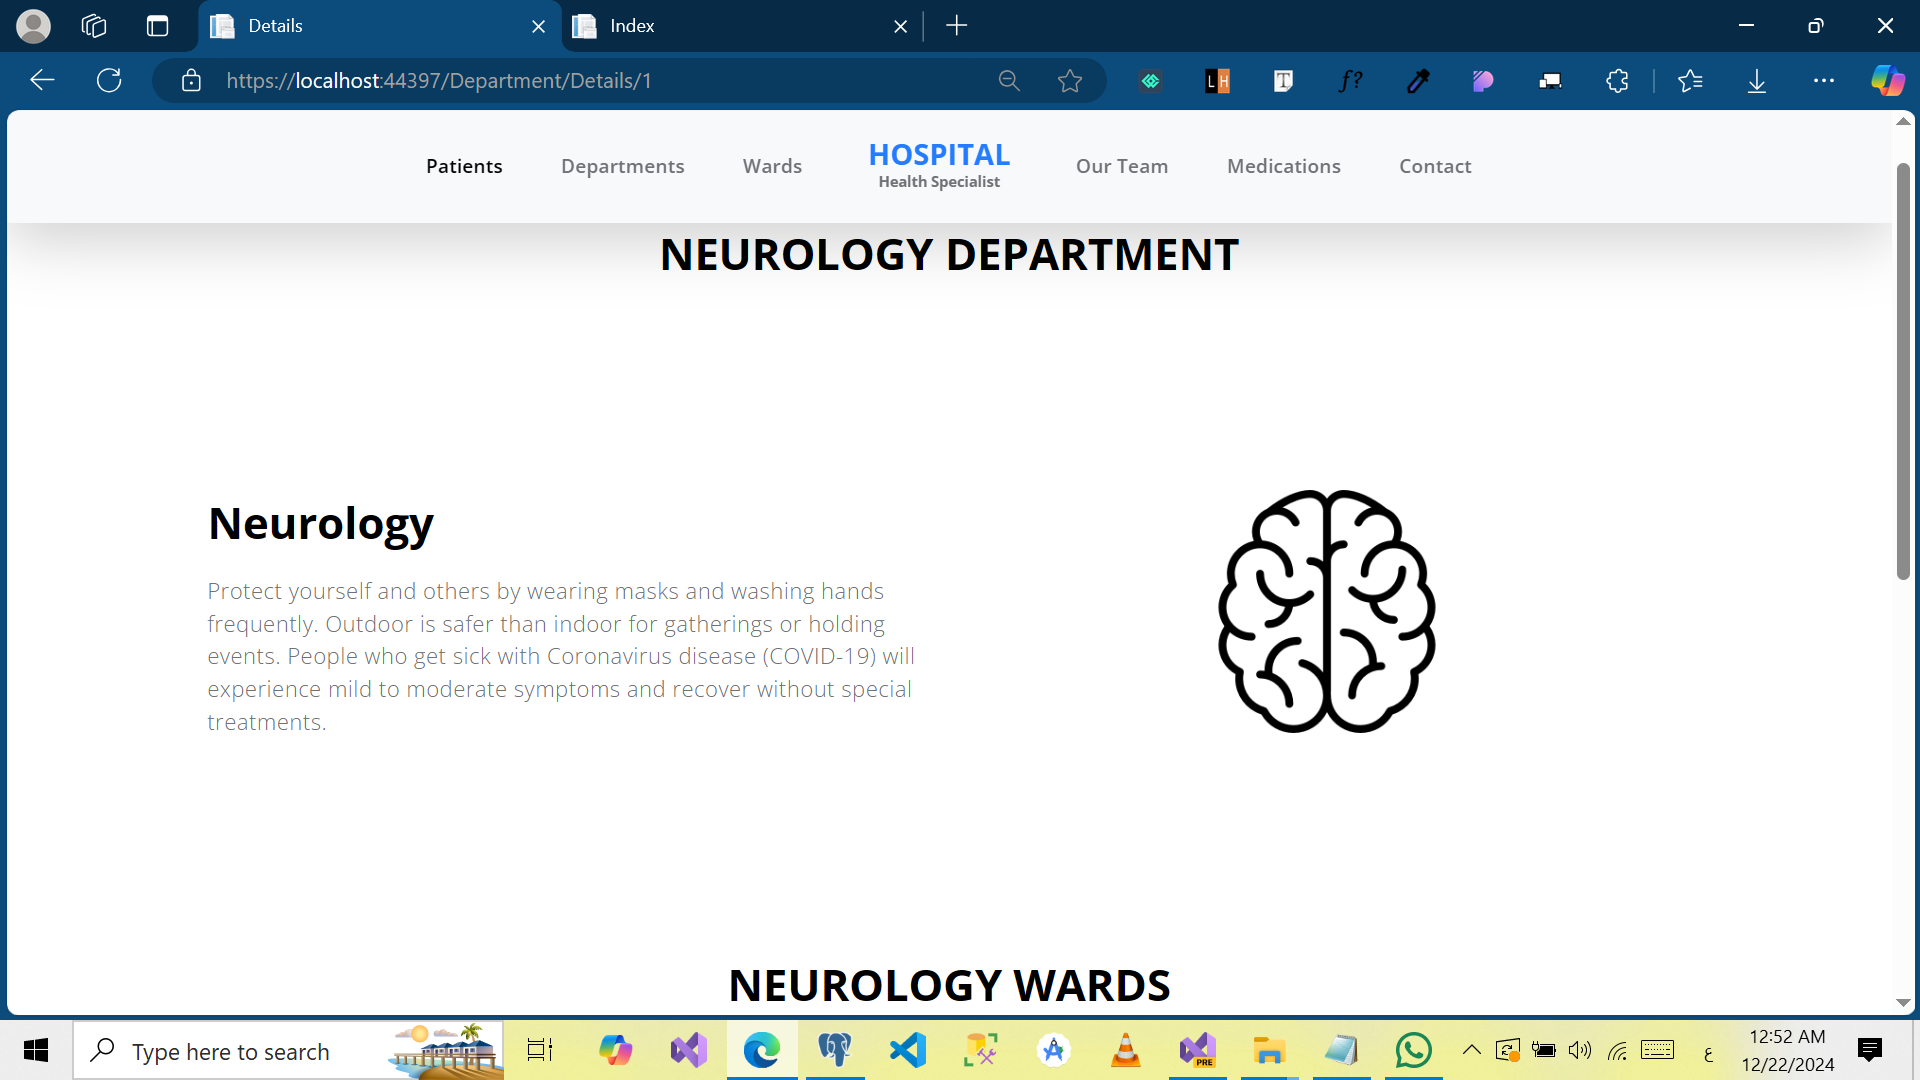 Details
Index
https://localhost:44397/Department/Details/1
LH
T
f?
Patients
Departments
Wards
HOSPITAL
Health Specialist
Our Team
Medications
Contact
NEUROLOGY DEPARTMENT
Neurology
Protect yourself and others by wearing masks and washing hands
frequently. Outdoor is safer than indoor for gatherings or holding
events. People who get sick with Coronavirus disease (COVID-19) will
experience mild to moderate symptoms and recover without special
treatments.
NEUROLOGY WARDS
Type here to search
PRE
ع
12:52 AM
12/22/2024